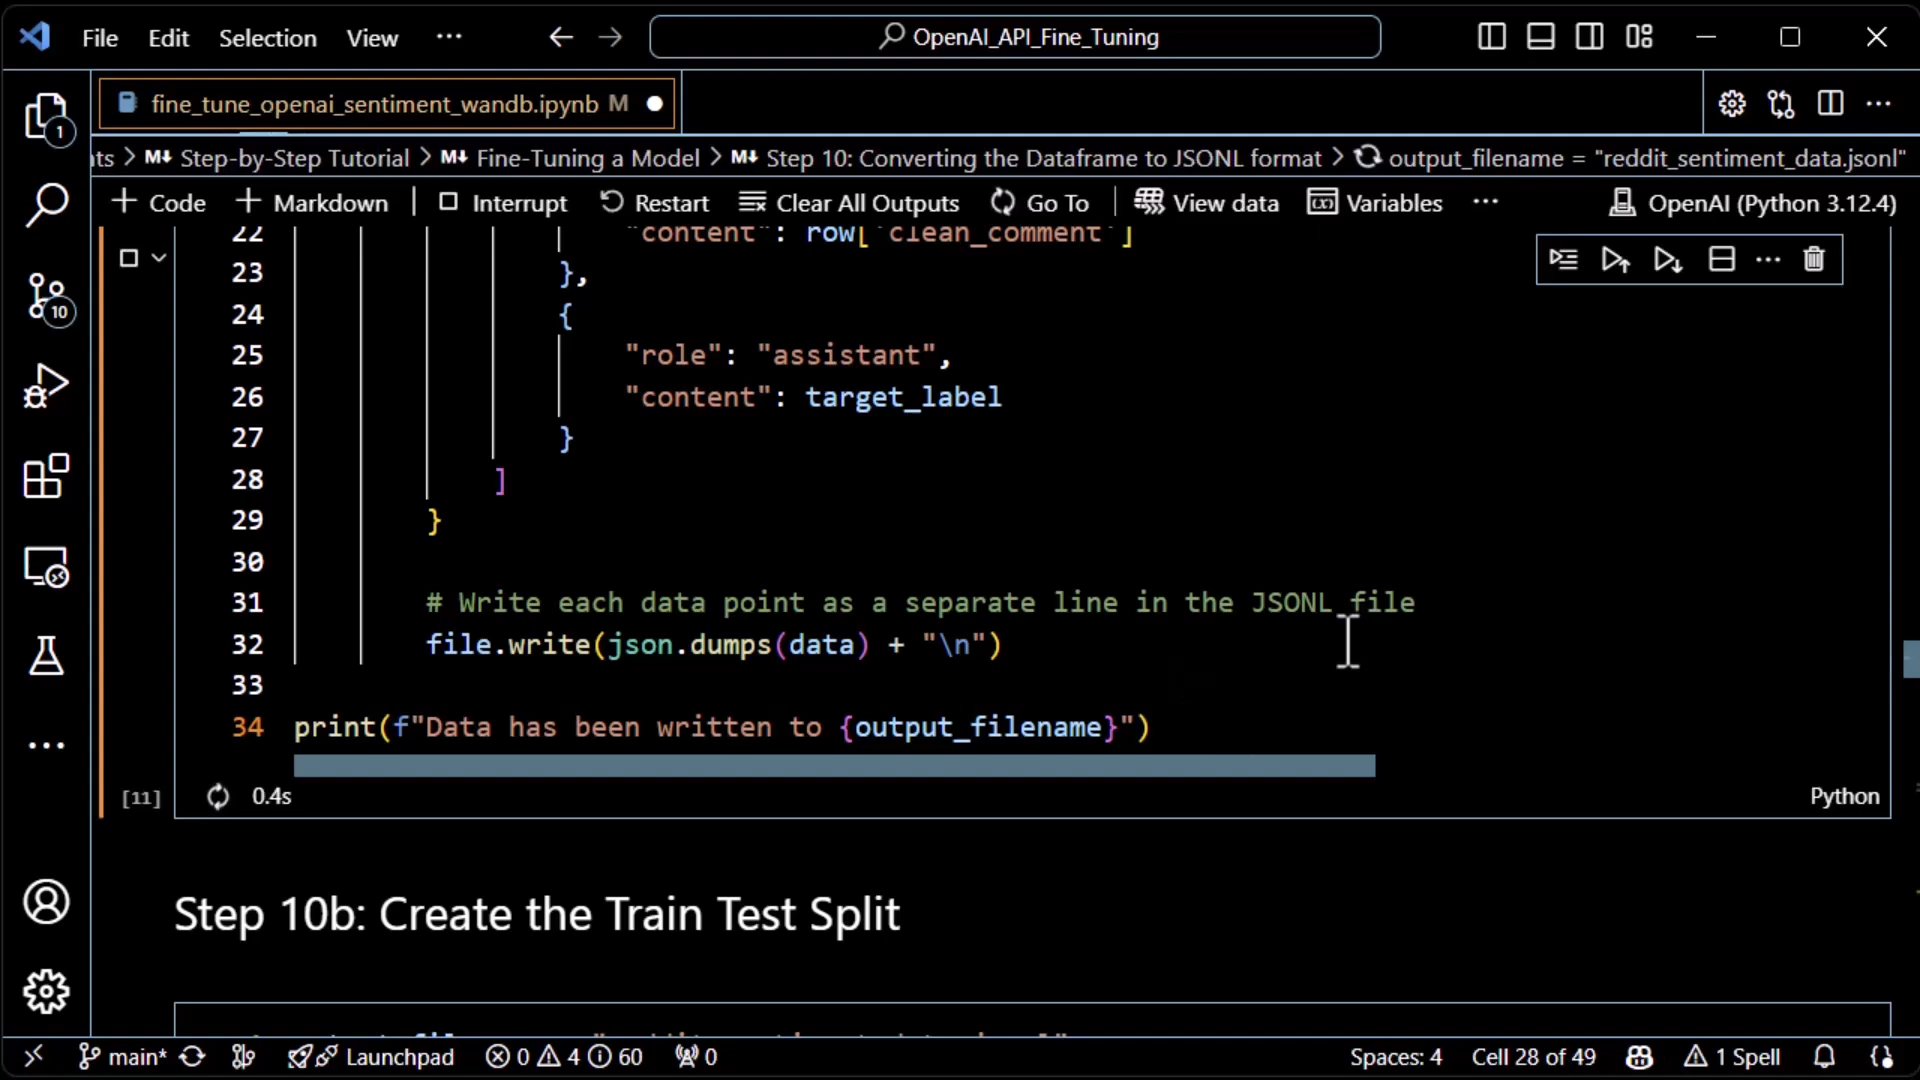 File Edit Selection View ··· OpenAI_API_Fine_Tuning
fine_tune_openai_sentiment_wandb.ipynb M
ts > M↓ Step-by-Step Tutorial > M↓ Fine-Tuning a Model > M↓ Step 10: Converting the Dataframe to JSONL format > output_filename = "reddit_sentiment_data.jsonl"
+ Code + Markdown | Interrupt Restart Clear All Outputs Go To | View data Variables ··· OpenAI (Python 3.12.4)
22 "content": row['clean_comment']
23 },
24 {
25 "role": "assistant",
26 "content": target_label
27 }
28 ]
29 }
30
31 # Write each data point as a separate line in the JSONL file
32 file.write(json.dumps(data) + "\n")
33
34 print(f"Data has been written to {output_filename}")
[11] 0.4s Python
Step 10b: Create the Train Test Split
1
10
main* Launchpad 0 4 60 0 Spaces: 4 Cell 28 of 49 1 Spell